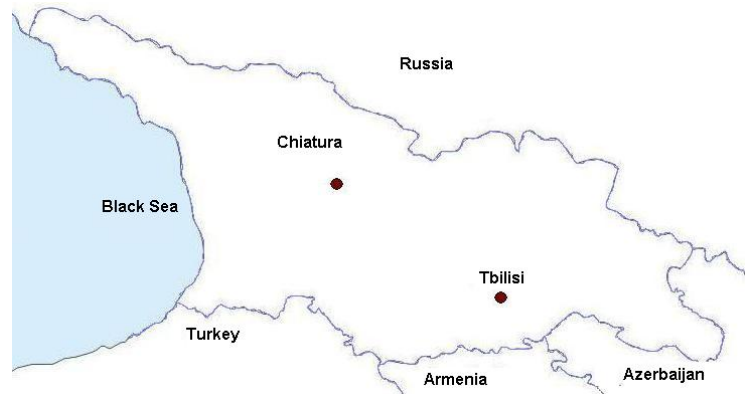 Russia
Chiatura
Black Sea
Tbilisi
Turkey
Armenia
Azerbaijan